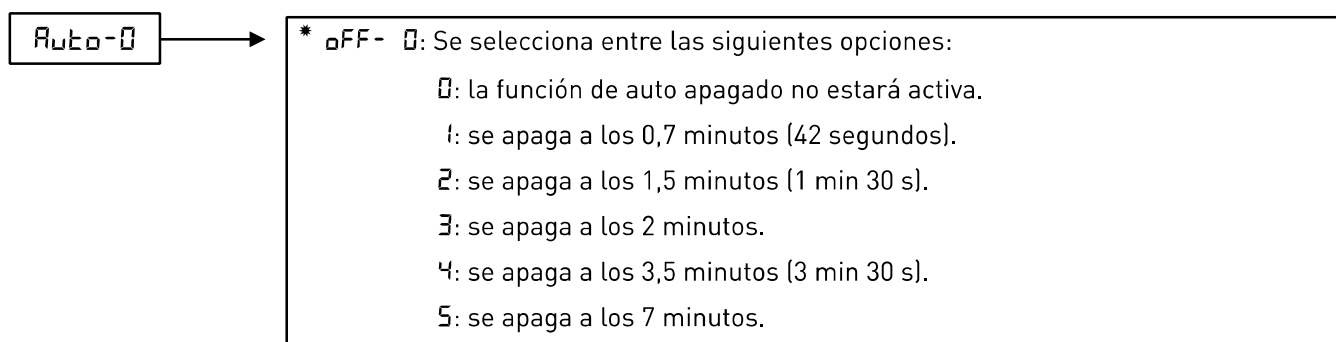 Auto-0
* oFF- 0: Se selecciona entre las siguientes opciones:
0: la función de auto apagado no estará activa.
1: se apaga a los 0,7 minutos (42 segundos).
2: se apaga a los 1,5 minutos (1 min 30 s).
3: se apaga a los 2 minutos.
4: se apaga a los 3,5 minutos (3 min 30 s).
5: se apaga a los 7 minutos.